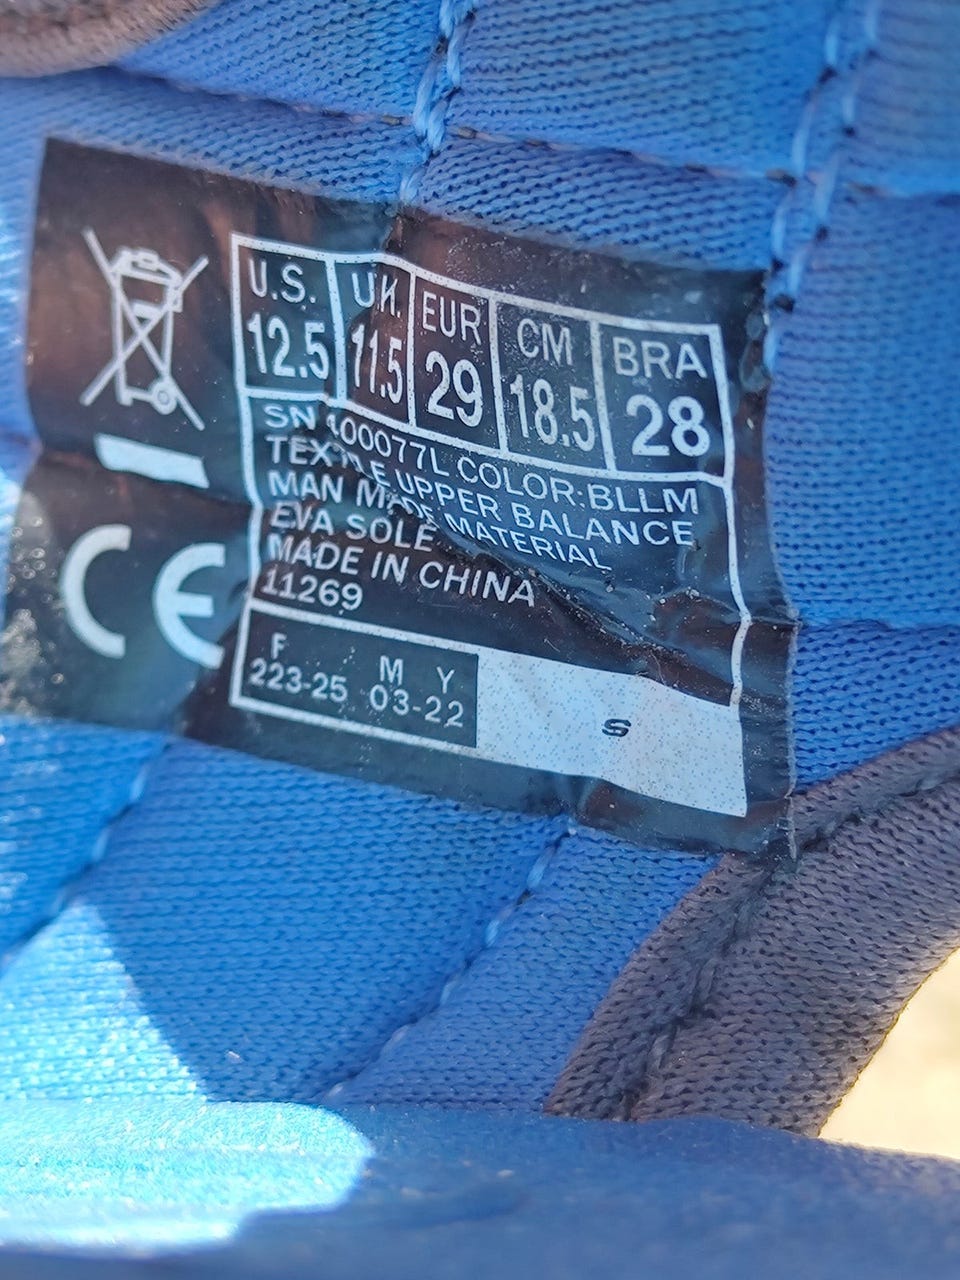 U.S. U.K. EUR CM BRA
12.5 11.5 29 18.5 28
SN 400077L COLOR:BLLM
TEXTILE UPPER BALANCE
MAN MADE MATERIAL
EVA SOLE
MADE IN CHINA
11269
F M Y
223-25 03-22
S
CE